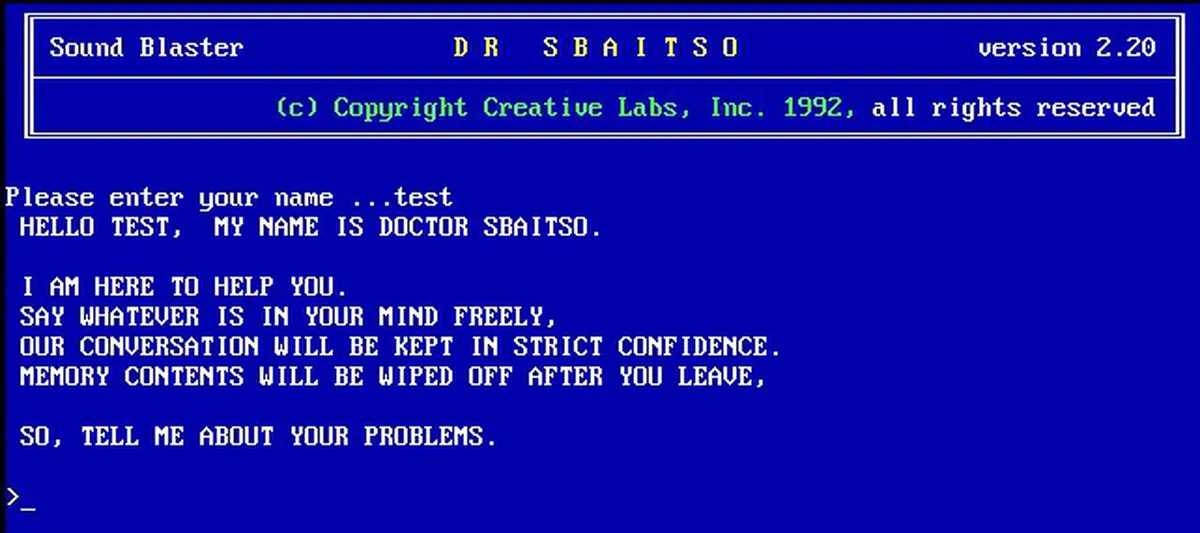 Sound Blaster D R S B A I T S O version 2.20
(c) Copyright Creative Labs, Inc. 1992, all rights reserved
Please enter your name ...test
HELLO TEST, MY NAME IS DOCTOR SBAITSO.
I AM HERE TO HELP YOU.
SAY WHATEVER IS IN YOUR MIND FREELY,
OUR CONVERSATION WILL BE KEPT IN STRICT CONFIDENCE.
MEMORY CONTENTS WILL BE WIPED OFF AFTER YOU LEAVE,
SO, TELL ME ABOUT YOUR PROBLEMS.
>_